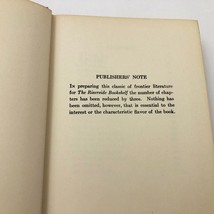 PUBLISHERS' NOTE
In preparing this classic of frontier literature
for The Riverside Bookshelf the number of chap-
ters has been reduced by three. Nothing has
been omitted, however, that is essential to the
interest or the characteristic flavor of the book.